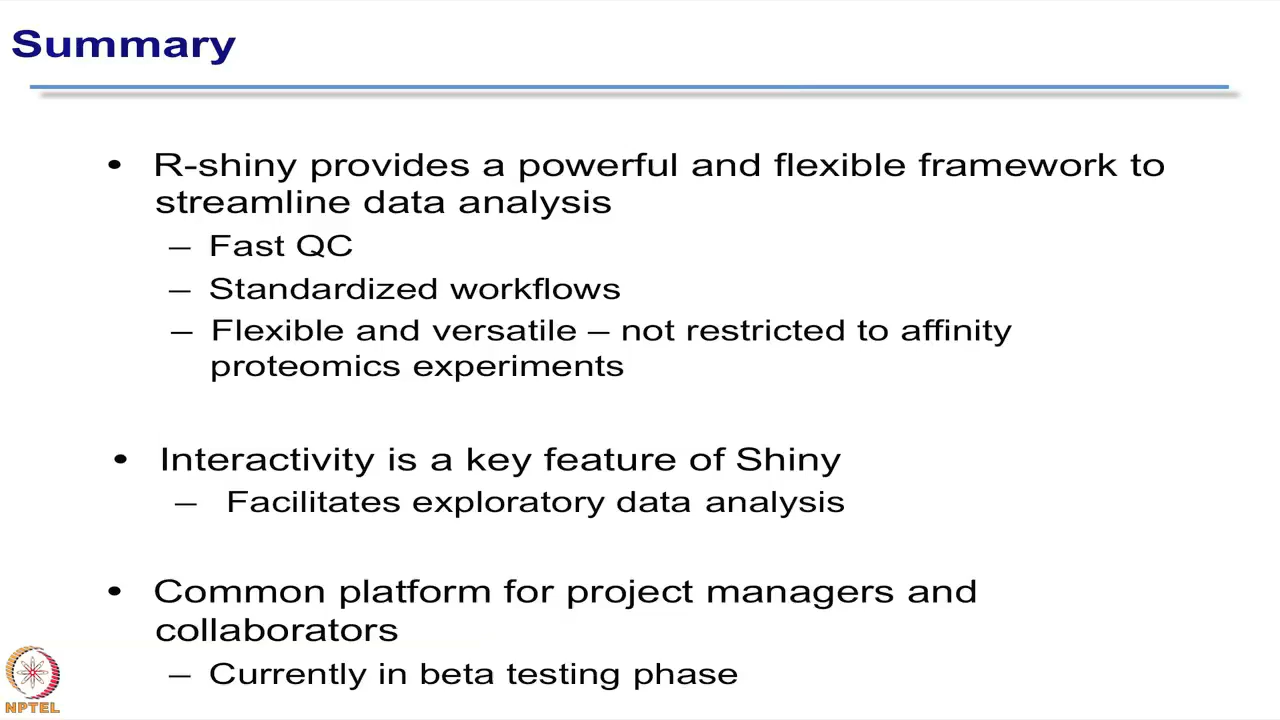 Summary
• R-shiny provides a powerful and flexible framework to
streamline data analysis
– Fast QC
– Standardized workflows
– Flexible and versatile – not restricted to affinity
proteomics experiments
• Interactivity is a key feature of Shiny
– Facilitates exploratory data analysis
• Common platform for project managers and
collaborators
– Currently in beta testing phase
NPTEL